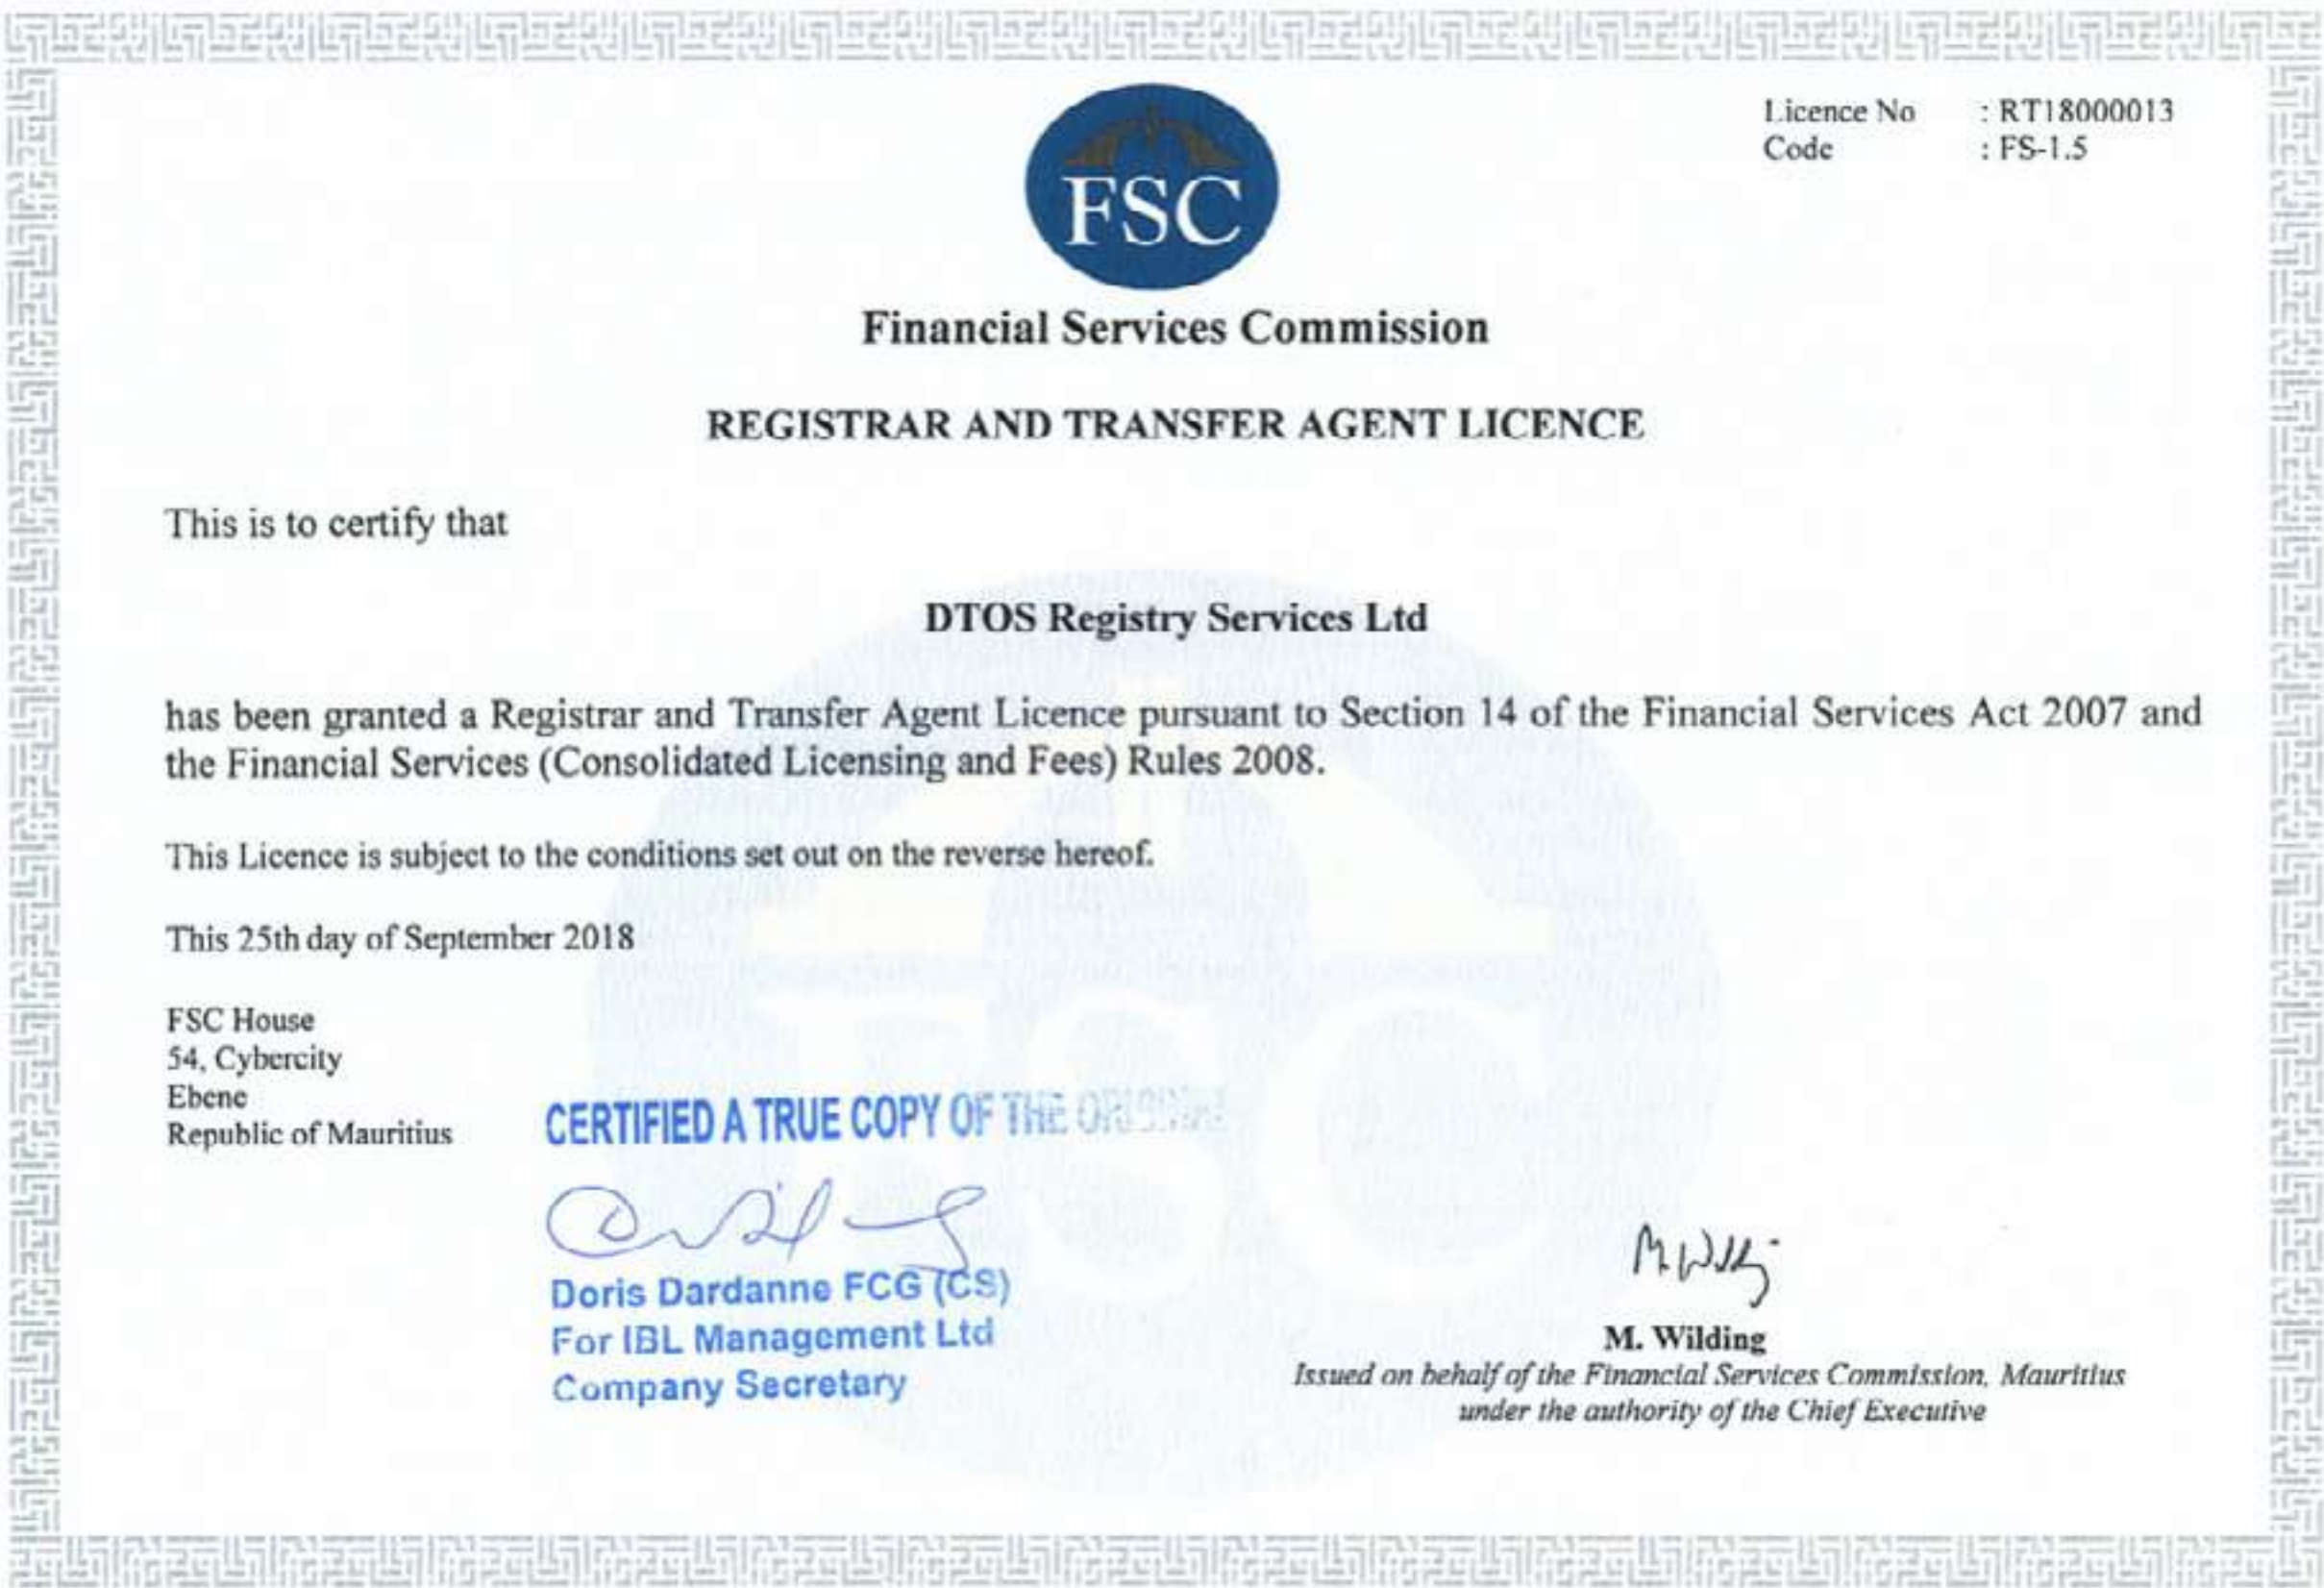 Licence No : RT18000013
Code : FS-1.5
FSC
Financial Services Commission
REGISTRAR AND TRANSFER AGENT LICENCE
This is to certify that
DTOS Registry Services Ltd
has been granted a Registrar and Transfer Agent Licence pursuant to Section 14 of the Financial Services Act 2007 and
the Financial Services (Consolidated Licensing and Fees) Rules 2008.
This Licence is subject to the conditions set out on the reverse hereof.
This 25th day of September 2018
FSC House
54, Cybercity
Ebene
Republic of Mauritius
CERTIFIED A TRUE COPY OF THE
Doris Dardanne FCG (CS)
For IBL Management Ltd
Company Secretary
M. Wilding
Issued on behalf of the Financial Services Commission, Mauritius
under the authority of the Chief Executive